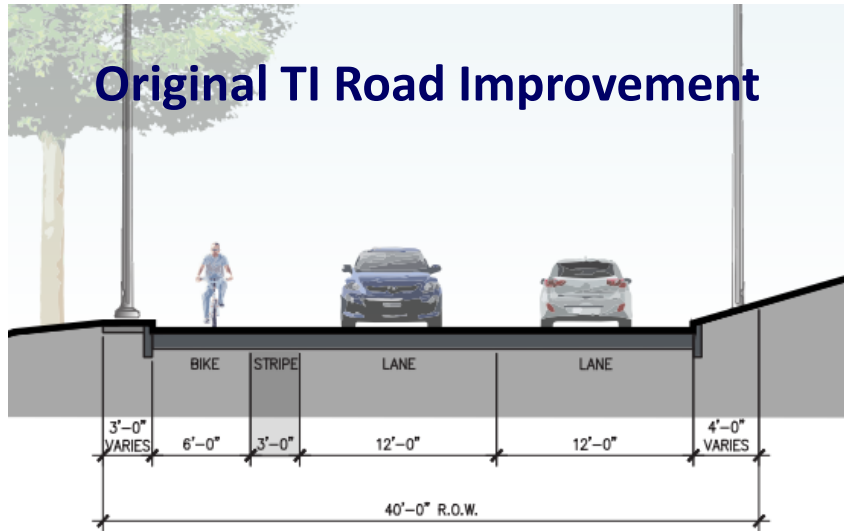 Original TI Road Improvement
BIKE STRIPE LANE LANE
3'-0" VARIES 6'-0" 3'-0" 12'-0" 12'-0" 4'-0" VARIES
40'-0" R.O.W.